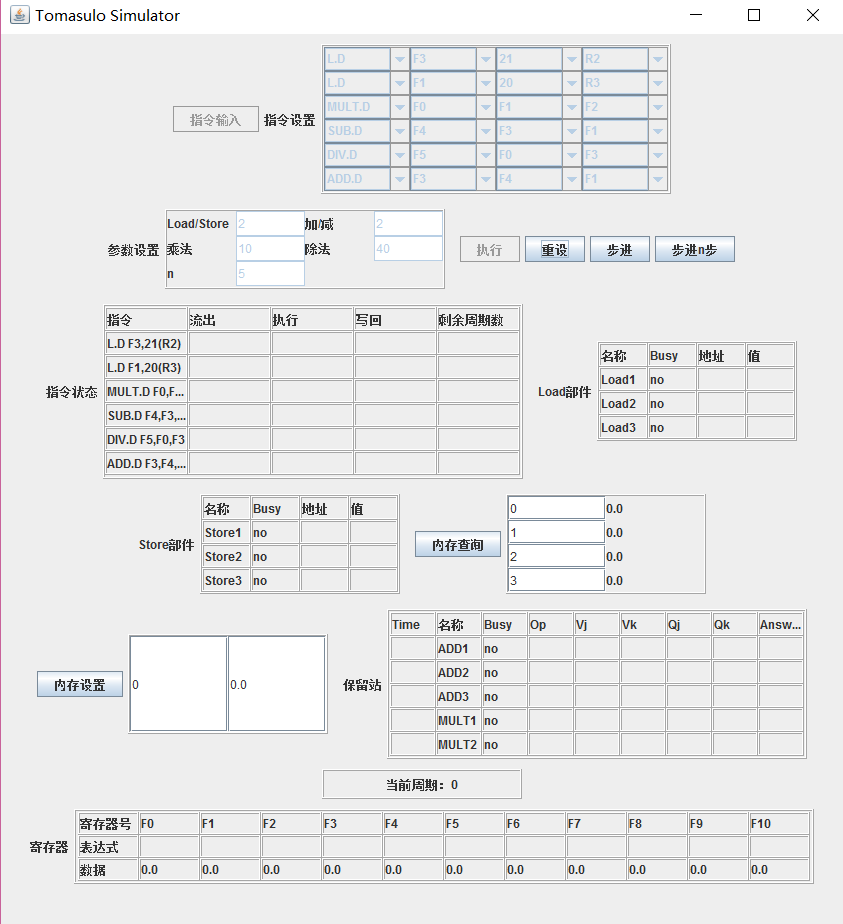 Tomasulo Simulator
L.D F3 21 R2
L.D F1 20 R3
MULT.D F0 F1 F2
指令输入 指令设置
SUB.D F4 F3 F1
DIV.D F5 F0 F3
ADD.D F3 F4 F1
Load/Store 2 加/减 2
参数设置 乘法 10 除法 40 执行 重设 步进 步进n步
n 5
指令 流出 执行 写回 剩余周期数
L.D F3,21(R2)
L.D F1,20(R3)
指令状态 MULT.D F0,F...
SUB.D F4,F3,...
DIV.D F5,F0,F3
ADD.D F3,F4,...
名称 Busy 地址 值
Load1 no
Load部件 Load2 no
Load3 no
名称 Busy 地址 值
Store1 no
Store部件 Store2 no
Store3 no
内存查询
0 0.0
1 0.0
2 0.0
3 0.0
内存设置 0 0.0
保留站
Time 名称 Busy Op Vj Vk Qj Qk Answ...
ADD1 no
ADD2 no
ADD3 no
MULT1 no
MULT2 no
当前周期：0
寄存器号 F0 F1 F2 F3 F4 F5 F6 F7 F8 F9 F10
寄存器 表达式
数据 0.0 0.0 0.0 0.0 0.0 0.0 0.0 0.0 0.0 0.0 0.0